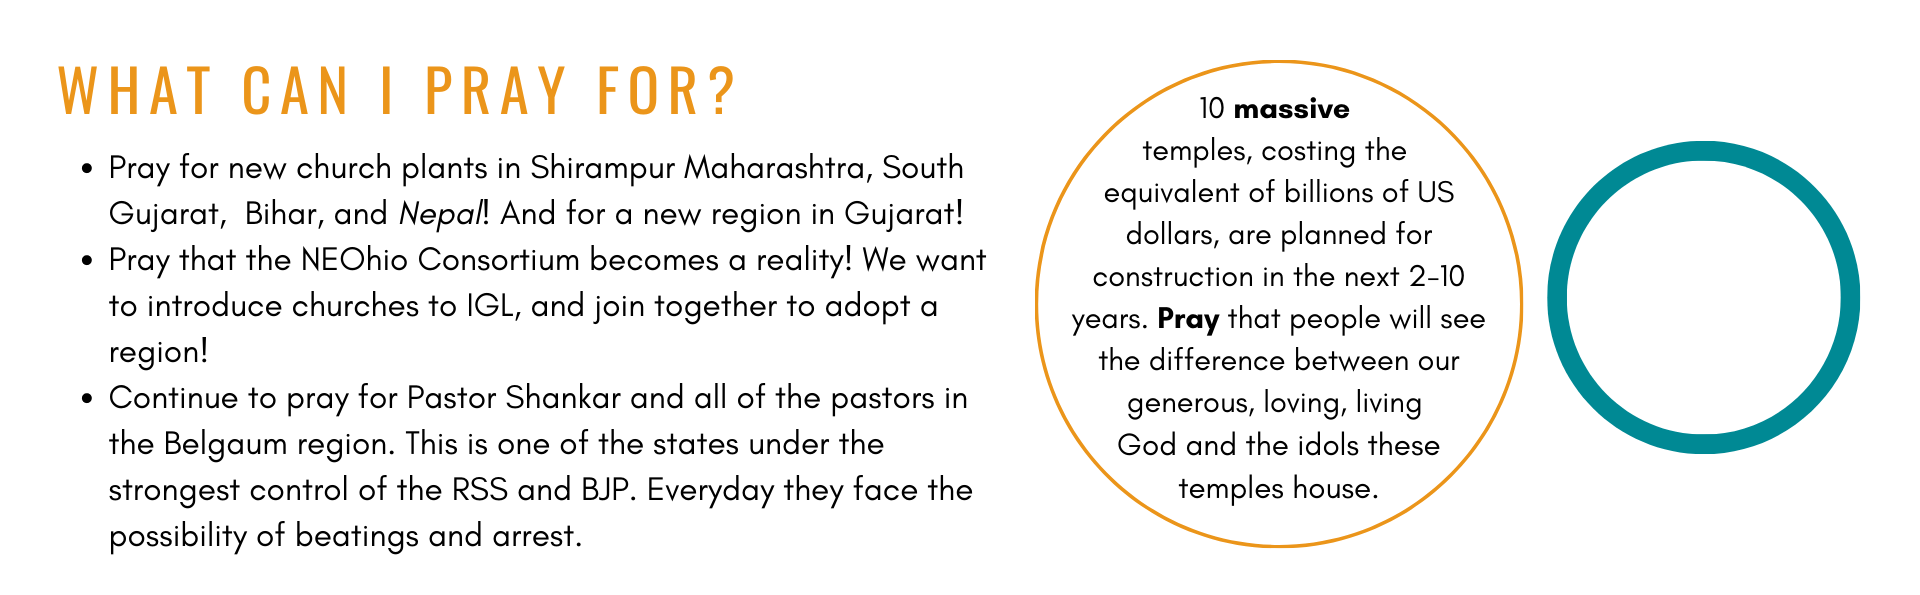 WHAT CAN I PRAY FOR?
• Pray for new church plants in Shirampur Maharashtra, South
Gujarat,  Bihar, and Nepal! And for a new region in Gujarat!
• Pray that the NEOhio Consortium becomes a reality! We want
to introduce churches to IGL, and join together to adopt a
region!
• Continue to pray for Pastor Shankar and all of the pastors in
the Belgaum region. This is one of the states under the
strongest control of the RSS and BJP. Everyday they face the
possibility of beatings and arrest.
10 massive
temples, costing the
equivalent of billions of US
dollars, are planned for
construction in the next 2-10
years. Pray that people will see
the difference between our
generous, loving, living
God and the idols these
temples house.